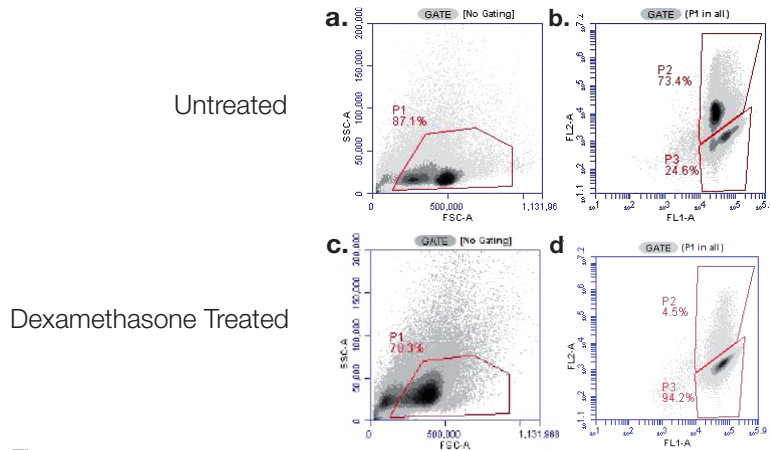 a.
GATE [No Gating]
200,000
150,000
100,000
50,000
0
SSC-A
P1
87.1%
0
500,000
1,131,96
FSC-A
b.
GATE (P1 in all)
FL2-A
P2
73.4%
P3
24.6%
FL1-A
Untreated
c.
GATE [No Gating]
200,000
150,000
100,000
50,000
0
SSC-A
P1
0
500,000
FSC-A
d
GATE (P1 in all)
FL2-A
P2
4.5%
P3
94.2%
FL1-A
Dexamethasone Treated